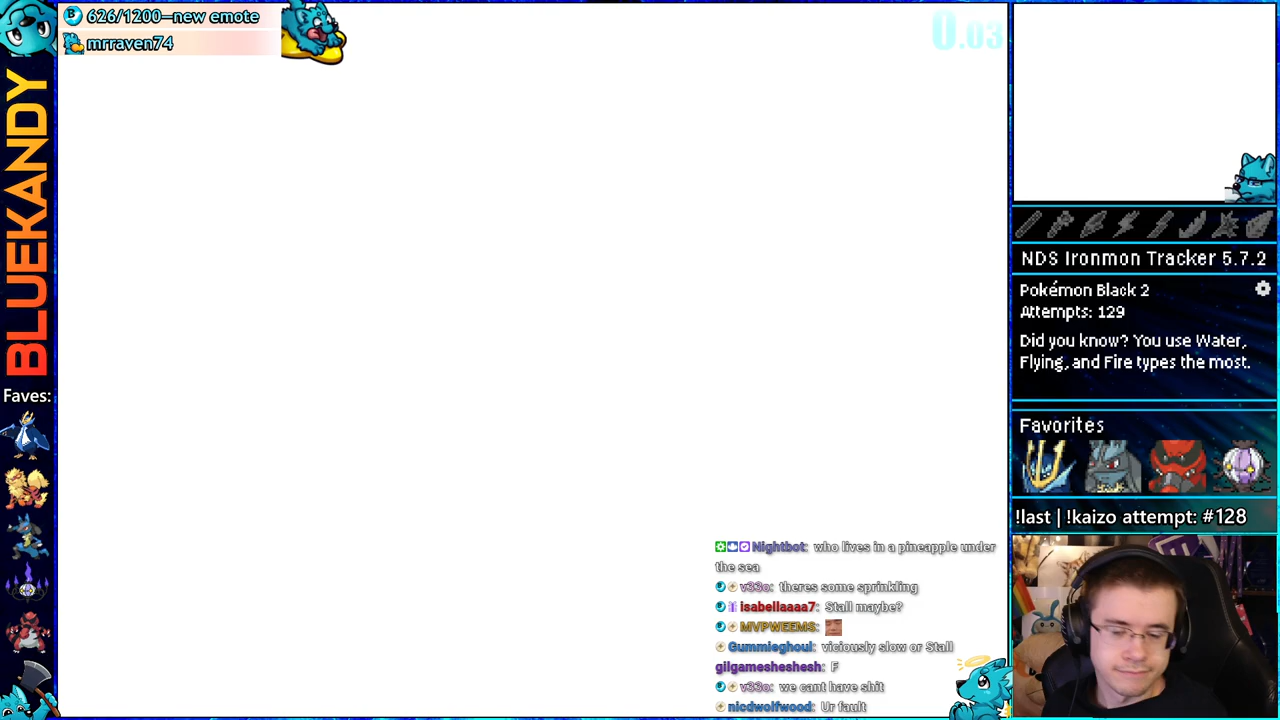 626/1200—new emote
mrraven74
0.03
BLUEKANDY
Faves:
NDS Ironmon Tracker 5.7.2
Pokémon Black 2
Attempts: 129
Did you know? You use Water,
Flying, and Fire types the most.
Favorites
!last | !kaizo attempt: #128
Nightbot: who lives in a pineapple under
the sea
v33o: theres some sprinkling
isabellaaaa7: Stall maybe?
MVPWEEMS:
Gummieghoul: viciously slow or Stall
gilgamesheshesh: F
v33o: we cant have shit
nicdwolfwood: Ur fault